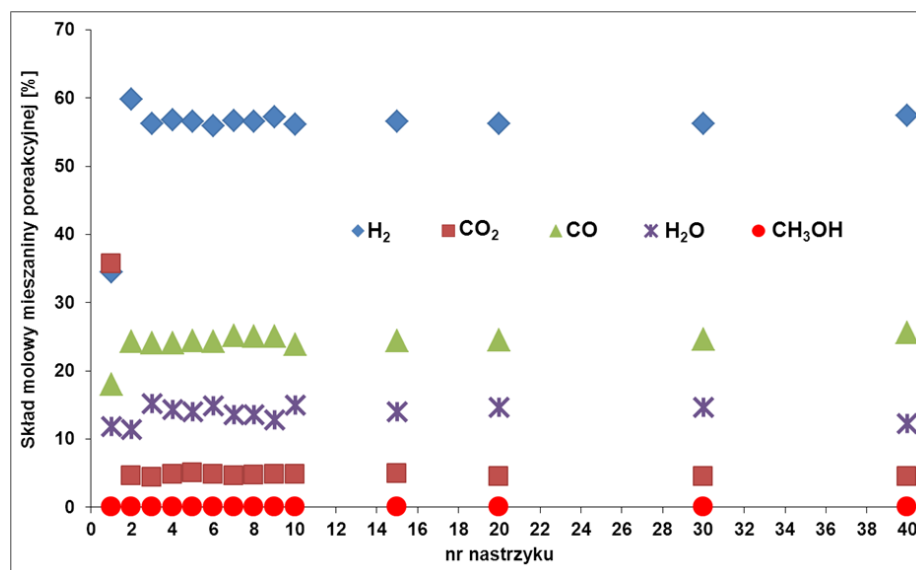 Skład molowy mieszaniny poreakcyjnej [%]
70
60
50
40
30
20
10
0
H₂ CO₂ CO H₂O CH₃OH
0 2 4 6 8 10 12 14 16 18 20 22 24 26 28 30 32 34 36 38 40
nr nastrzyku